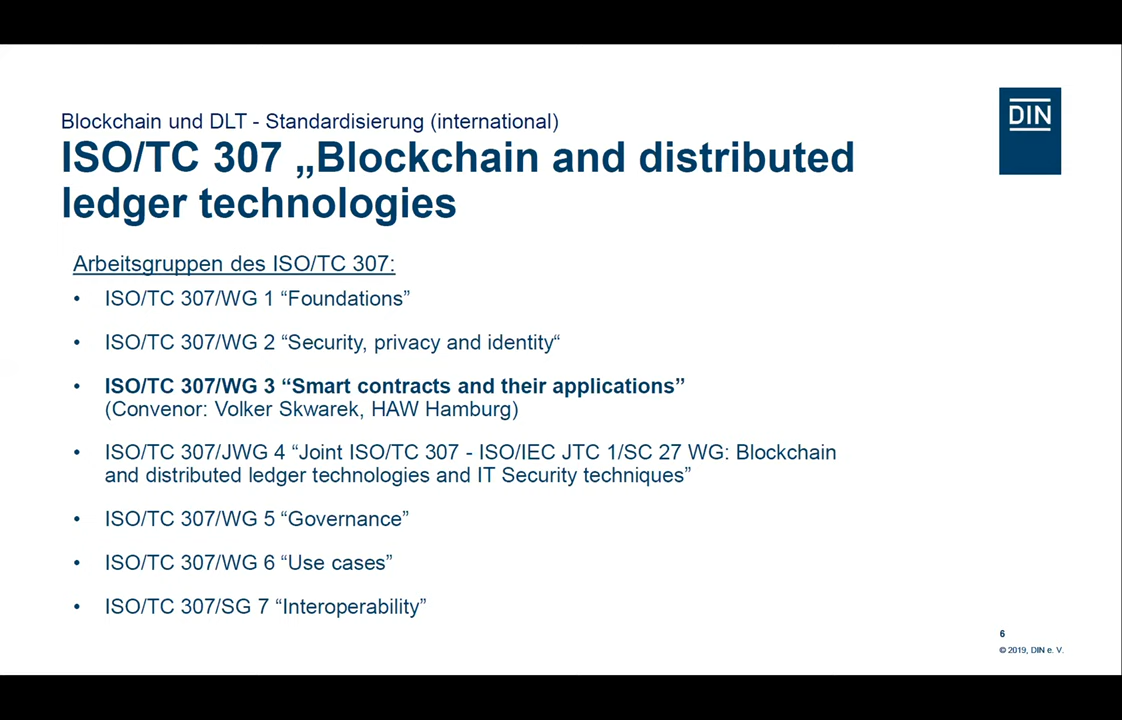 Blockchain und DLT - Standardisierung (international)
ISO/TC 307 „Blockchain and distributed
ledger technologies
DIN
Arbeitsgruppen des ISO/TC 307:
• ISO/TC 307/WG 1 “Foundations”
• ISO/TC 307/WG 2 “Security, privacy and identity“
• ISO/TC 307/WG 3 “Smart contracts and their applications”
(Convenor: Volker Skwarek, HAW Hamburg)
• ISO/TC 307/JWG 4 “Joint ISO/TC 307 - ISO/IEC JTC 1/SC 27 WG: Blockchain
and distributed ledger technologies and IT Security techniques”
• ISO/TC 307/WG 5 “Governance”
• ISO/TC 307/WG 6 “Use cases”
• ISO/TC 307/SG 7 “Interoperability”
6
© 2019, DIN e. V.